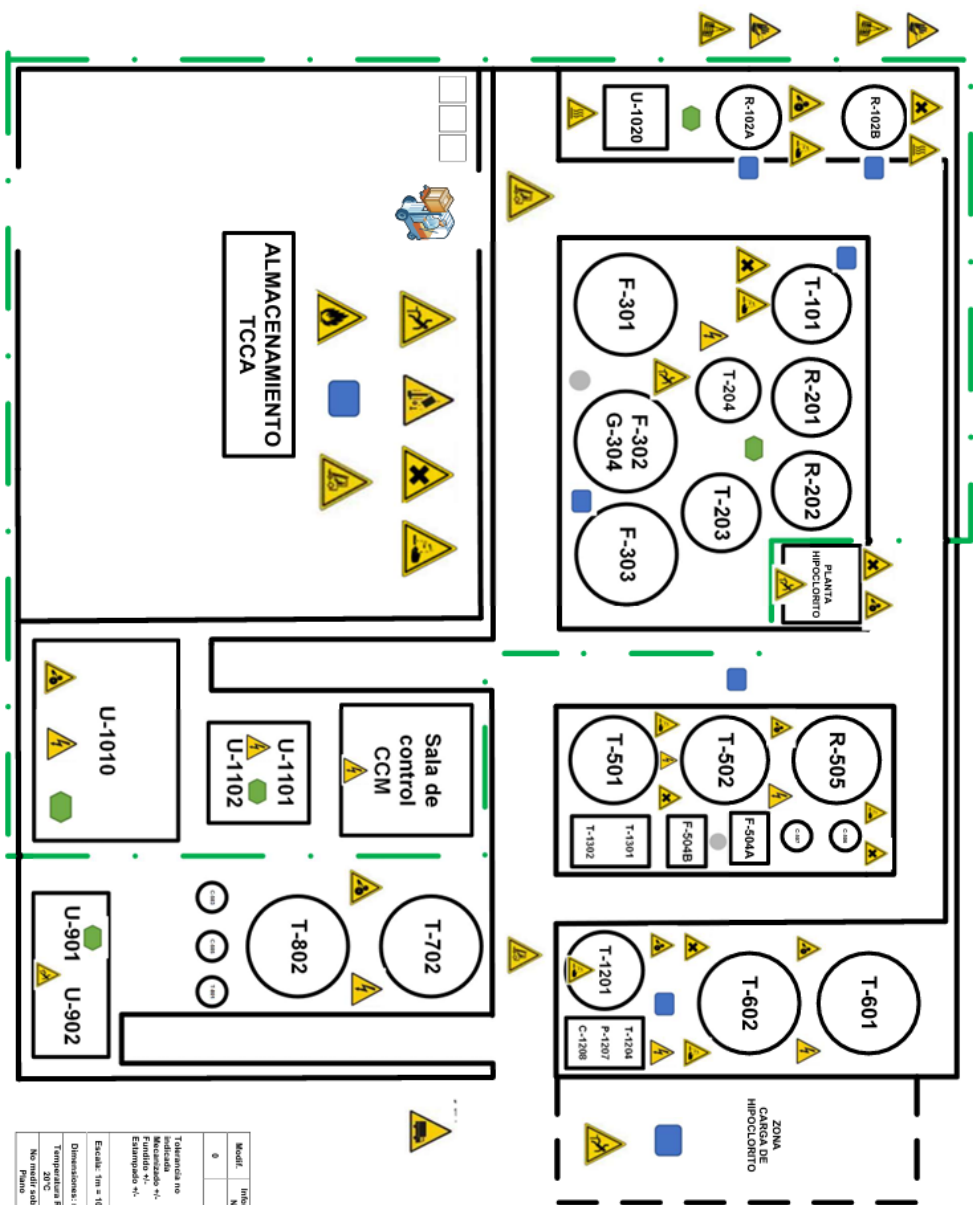 U-1020
R-102A
R-102B
ALMACENAMIENTO
TCCA
F-301
T-101
T-204
R-201
F-302
G-304
R-202
T-203
F-303
PLANTA
HIPOCLORITO
U-1010
U-1101
U-1102
Sala de
control
CCM
T-501
T-502
R-505
T-1301
T-1302
F-504B
F-504A
U-901
U-902
T-802
T-702
T-1201
T-602
T-601
T-1204
P-1207
C-1208
ZONA
CARGA DE
HIPOCLORITO
Modif.
0
Tolerancia no
indicada
Mecanizado +/-
Fundido +/-
Estampado +/-
Escala: 1m = 10
Dimensiones:
Temperatura
20°C
No medir sob
Plano